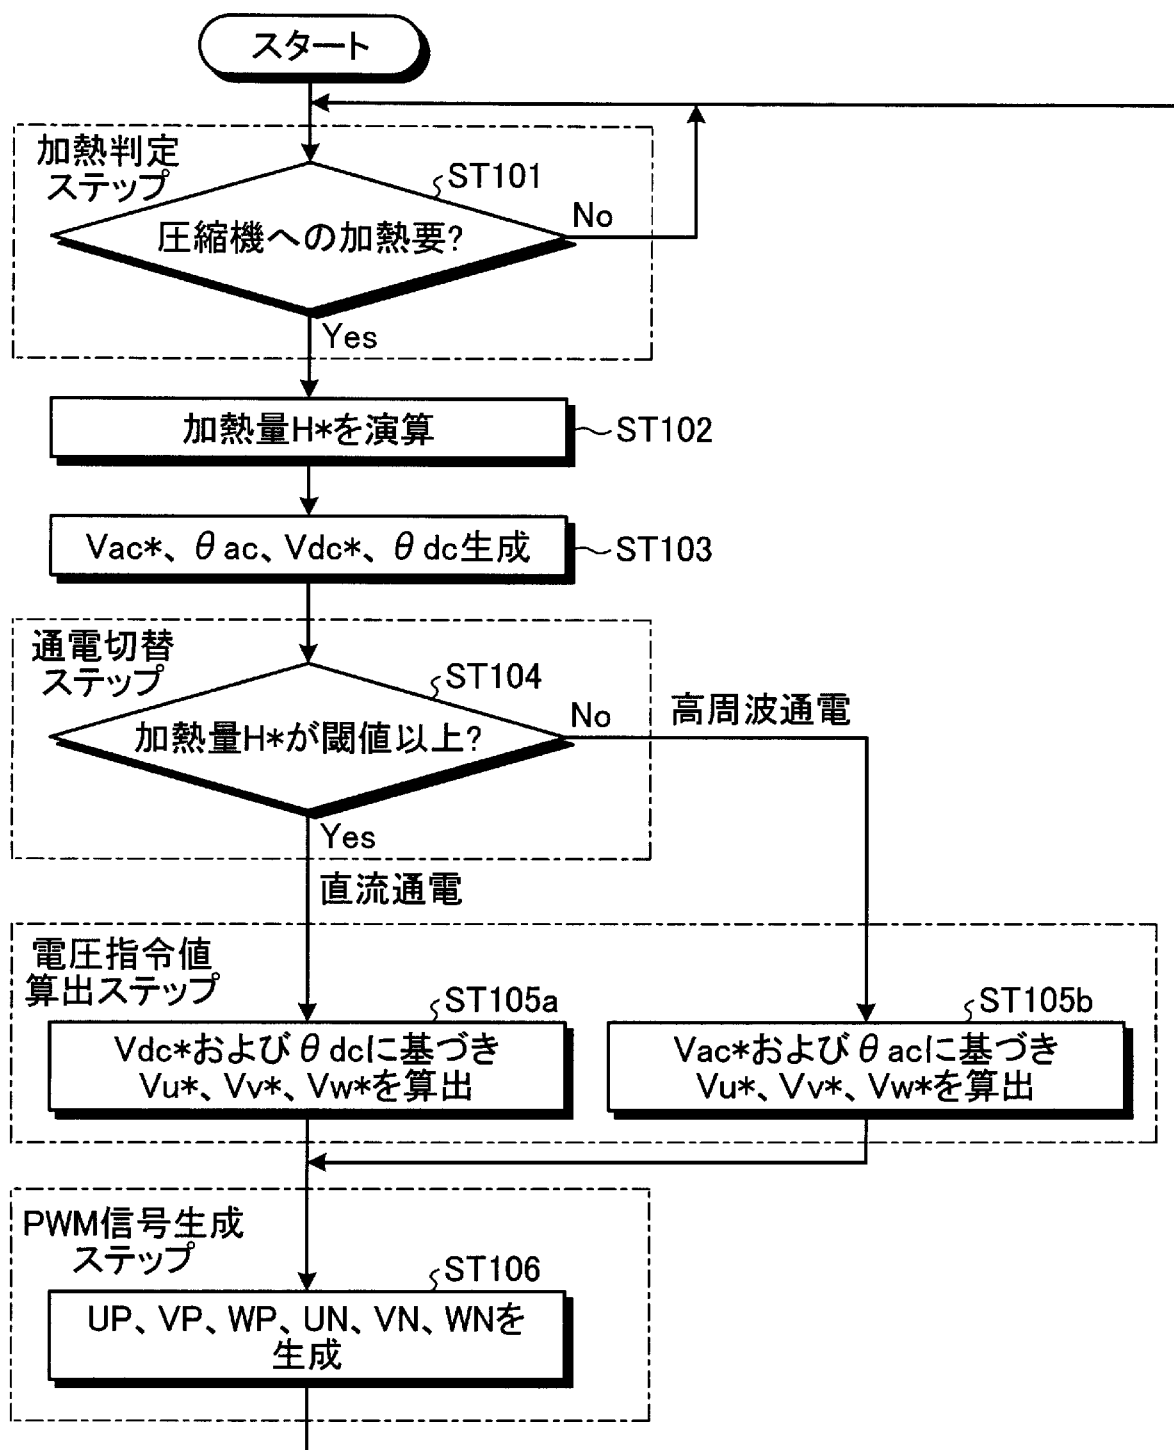 スタート
加熱判定
ステップ
ST101
圧縮機への加熱要?
No
Yes
加熱量H*を演算
ST102
Vac*、θac、Vdc*、θdc生成
ST103
通電切替
ステップ
ST104
加熱量H*が閾値以上?
No
高周波通電
Yes
直流通電
電圧指令値
算出ステップ
ST105a
Vdc*およびθdcに基づき
Vu*、Vv*、Vw*を算出
ST105b
Vac*およびθacに基づき
Vu*、Vv*、Vw*を算出
PWM信号生成
ステップ
ST106
UP、VP、WP、UN、VN、WNを
生成